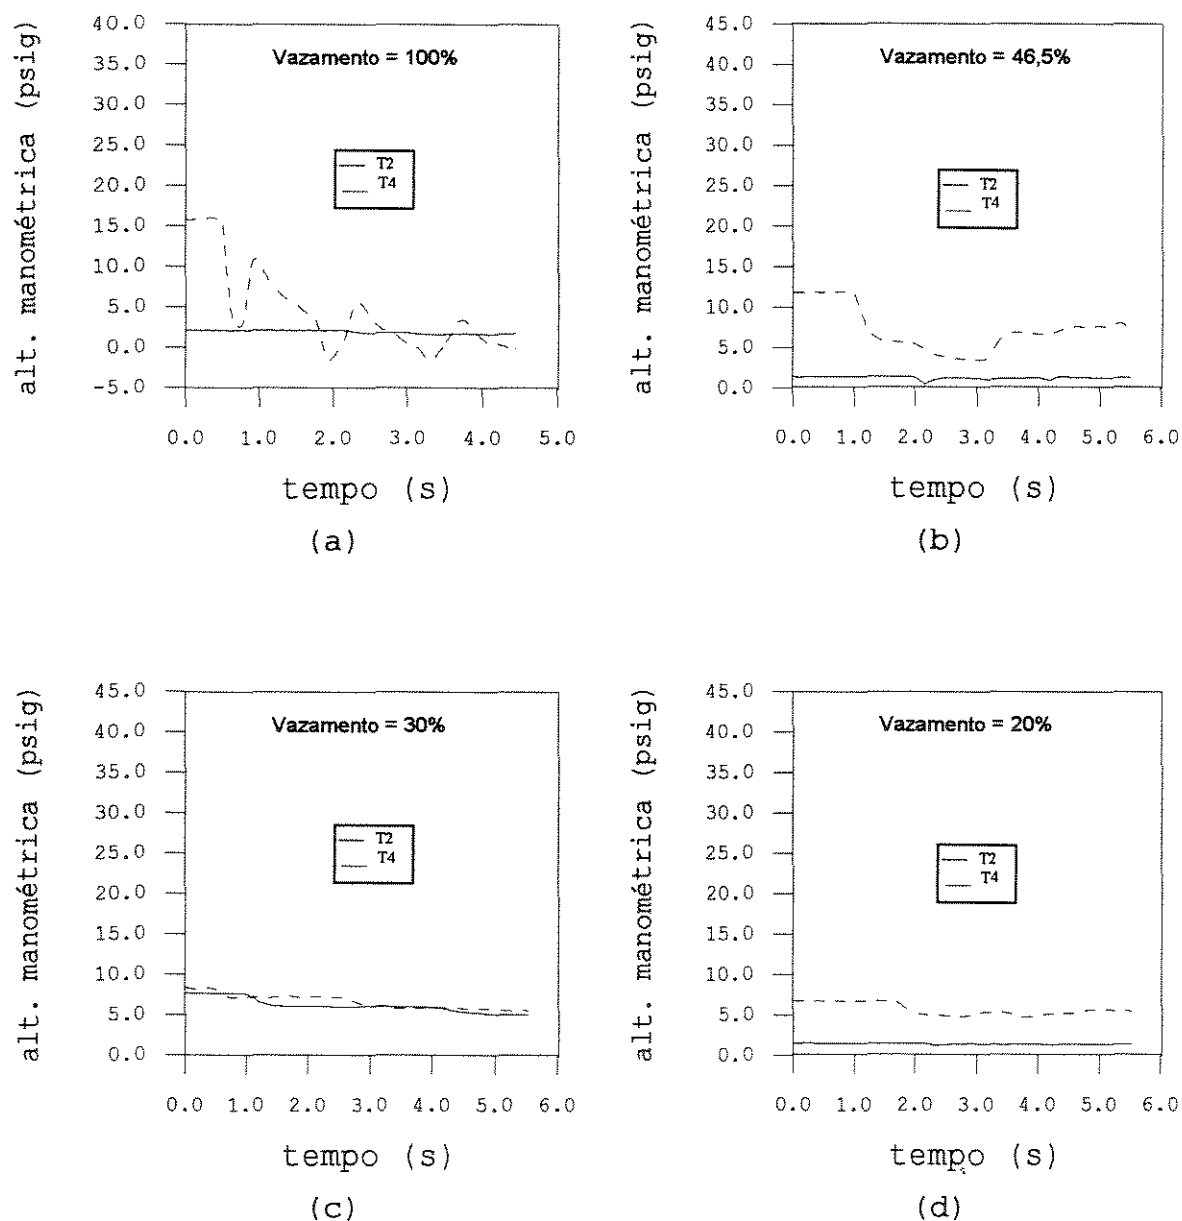 alt. manométrica (psig)
40.0
35.0
30.0
25.0
20.0
15.0
10.0
5.0
0.0
-5.0
Vazamento = 100%
T2
T4
0.0 1.0 2.0 3.0 4.0 5.0
tempo (s)
(a)
alt. manométrica (psig)
45.0
40.0
35.0
30.0
25.0
20.0
15.0
10.0
5.0
0.0
Vazamento = 46,5%
T2
T4
0.0 1.0 2.0 3.0 4.0 5.0 6.0
tempo (s)
(b)
alt. manométrica (psig)
45.0
40.0
35.0
30.0
25.0
20.0
15.0
10.0
5.0
0.0
Vazamento = 30%
T2
T4
0.0 1.0 2.0 3.0 4.0 5.0 6.0
tempo (s)
(c)
alt. manométrica (psig)
45.0
40.0
35.0
30.0
25.0
20.0
15.0
10.0
5.0
0.0
Vazamento = 20%
T2
T4
0.0 1.0 2.0 3.0 4.0 5.0 6.0
tempo (s)
(d)